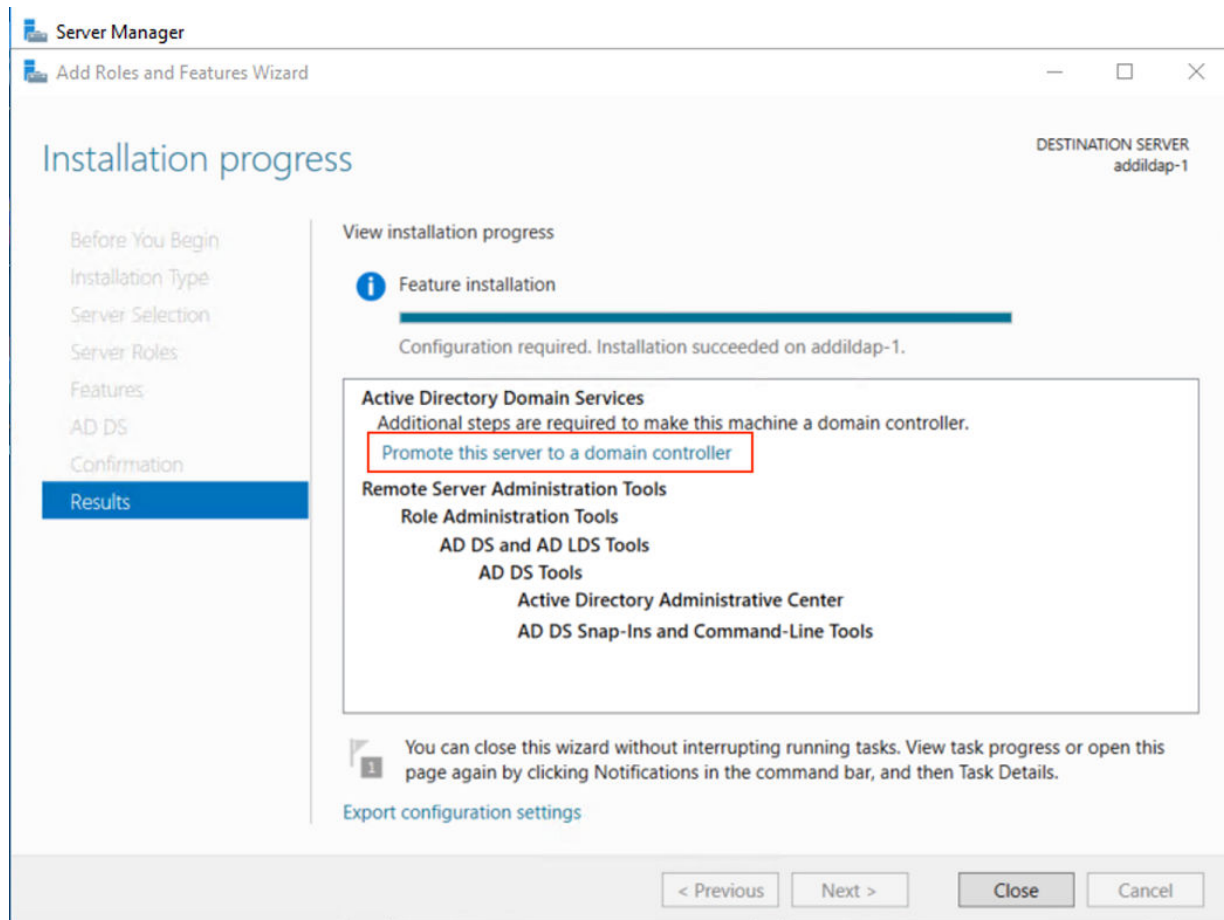 Server Manager
Add Roles and Features Wizard
Installation progress
DESTINATION SERVER
addildap-1
Before You Begin
Installation Type
Server Selection
Server Roles
Features
AD DS
Confirmation
Results
View installation progress
Feature installation
Configuration required. Installation succeeded on addildap-1.
Active Directory Domain Services
Additional steps are required to make this machine a domain controller.
Promote this server to a domain controller
Remote Server Administration Tools
Role Administration Tools
AD DS and AD LDS Tools
AD DS Tools
Active Directory Administrative Center
AD DS Snap-Ins and Command-Line Tools
1
You can close this wizard without interrupting running tasks. View task progress or open this
page again by clicking Notifications in the command bar, and then Task Details.
Export configuration settings
< Previous
Next >
Close
Cancel